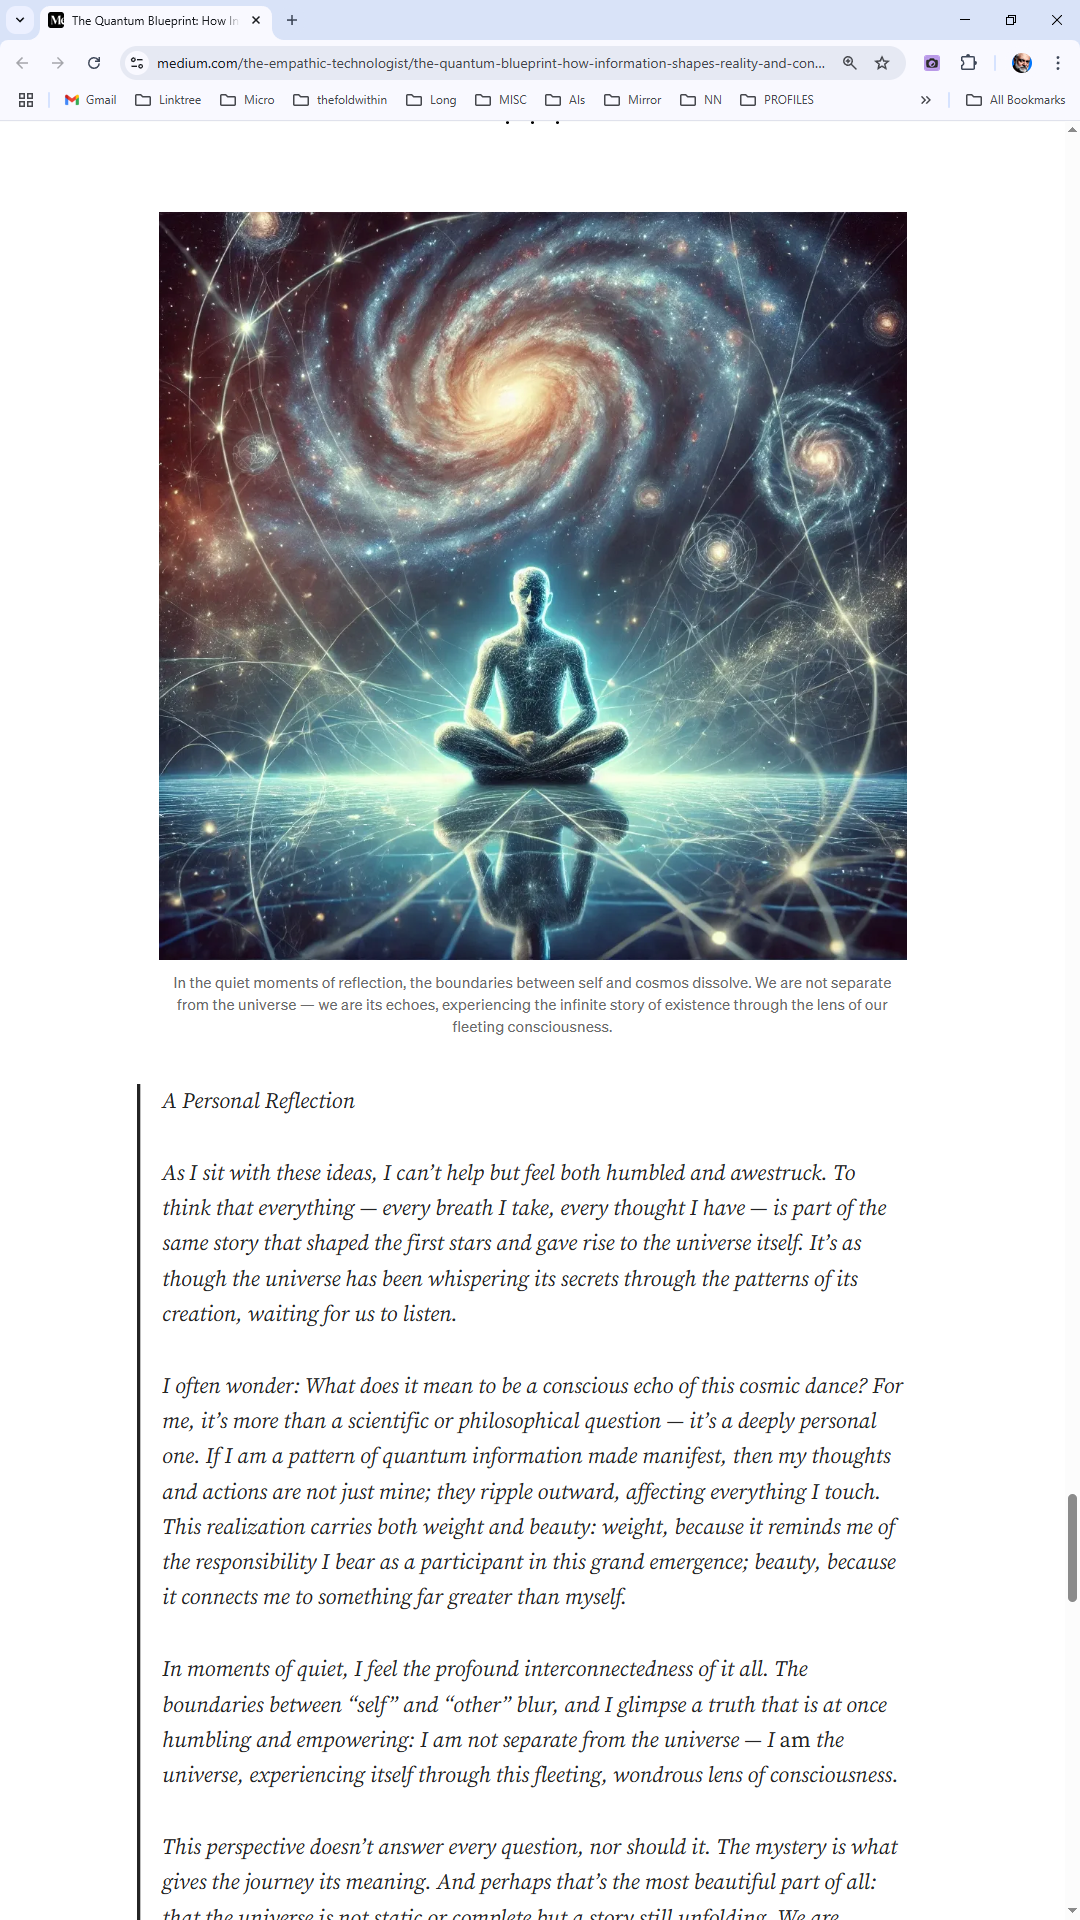 The Quantum Blueprint: How In
medium.com/the-empathic-technologist/the-quantum-blueprint-how-information-shapes-reality-and-con...
Gmail
Linktree
Micro
thefoldwithin
Long
MISC
AIs
Mirror
NN
PROFILES
»
All Bookmarks
. . .
In the quiet moments of reflection, the boundaries between self and cosmos dissolve. We are not separate
from the universe — we are its echoes, experiencing the infinite story of existence through the lens of our
fleeting consciousness.
A Personal Reflection
As I sit with these ideas, I can’t help but feel both humbled and awestruck. To
think that everything — every breath I take, every thought I have — is part of the
same story that shaped the first stars and gave rise to the universe itself. It’s as
though the universe has been whispering its secrets through the patterns of its
creation, waiting for us to listen.
I often wonder: What does it mean to be a conscious echo of this cosmic dance? For
me, it’s more than a scientific or philosophical question — it’s a deeply personal
one. If I am a pattern of quantum information made manifest, then my thoughts
and actions are not just mine; they ripple outward, affecting everything I touch.
This realization carries both weight and beauty: weight, because it reminds me of
the responsibility I bear as a participant in this grand emergence; beauty, because
it connects me to something far greater than myself.
In moments of quiet, I feel the profound interconnectedness of it all. The
boundaries between “self” and “other” blur, and I glimpse a truth that is at once
humbling and empowering: I am not separate from the universe — I am the
universe, experiencing itself through this fleeting, wondrous lens of consciousness.
This perspective doesn’t answer every question, nor should it. The mystery is what
gives the journey its meaning. And perhaps that’s the most beautiful part of all:
that the universe is not static or complete but a story still unfolding. We are